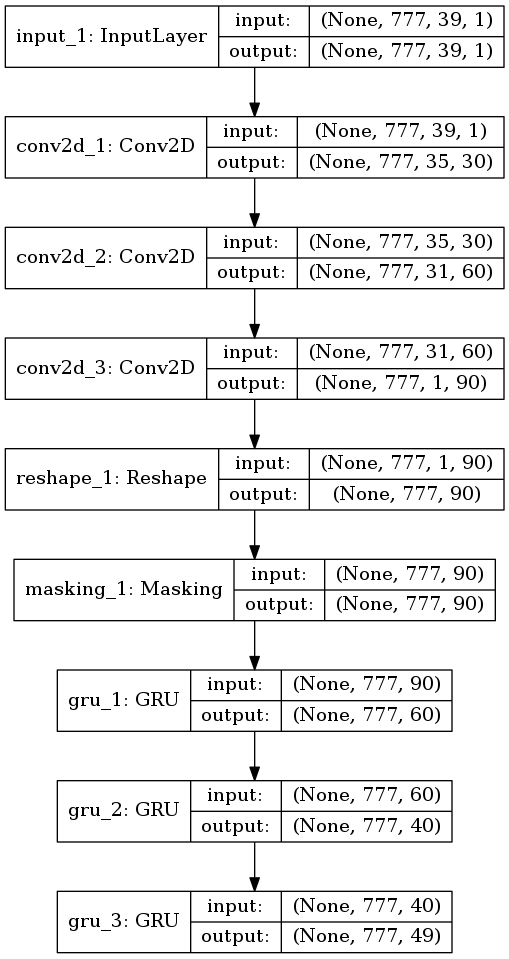 input_1: InputLayer
input:
(None, 777, 39, 1)
output:
(None, 777, 39, 1)
conv2d_1: Conv2D
input:
(None, 777, 39, 1)
output:
(None, 777, 35, 30)
conv2d_2: Conv2D
input:
(None, 777, 35, 30)
output:
(None, 777, 31, 60)
conv2d_3: Conv2D
input:
(None, 777, 31, 60)
output:
(None, 777, 1, 90)
reshape_1: Reshape
input:
(None, 777, 1, 90)
output:
(None, 777, 90)
masking_1: Masking
input:
(None, 777, 90)
output:
(None, 777, 90)
gru_1: GRU
input:
(None, 777, 90)
output:
(None, 777, 60)
gru_2: GRU
input:
(None, 777, 60)
output:
(None, 777, 40)
gru_3: GRU
input:
(None, 777, 40)
output:
(None, 777, 49)